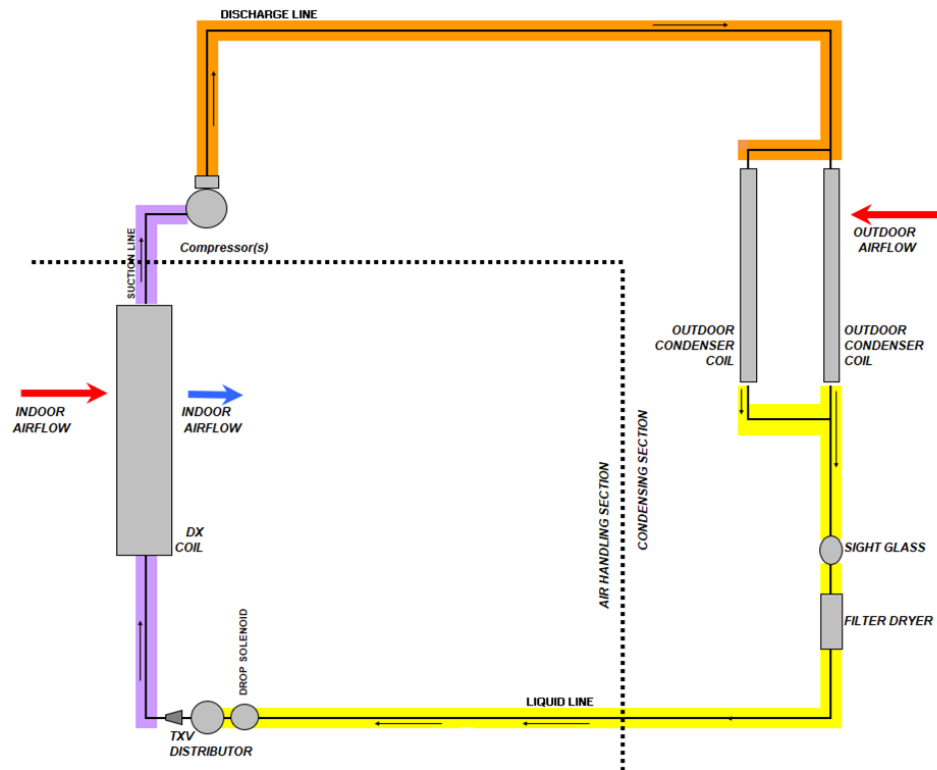 DISCHARGE LINE
SUCTION LINE
Compressor(s)
OUTDOOR
AIRFLOW
OUTDOOR
CONDENSER
COIL
OUTDOOR
CONDENSER
COIL
INDOOR
AIRFLOW
INDOOR
AIRFLOW
DX
COIL
AIR HANDLING SECTION
CONDENSING SECTION
SIGHT GLASS
FILTER DRYER
DROP SOLENOID
LIQUID LINE
TXV
DISTRIBUTOR